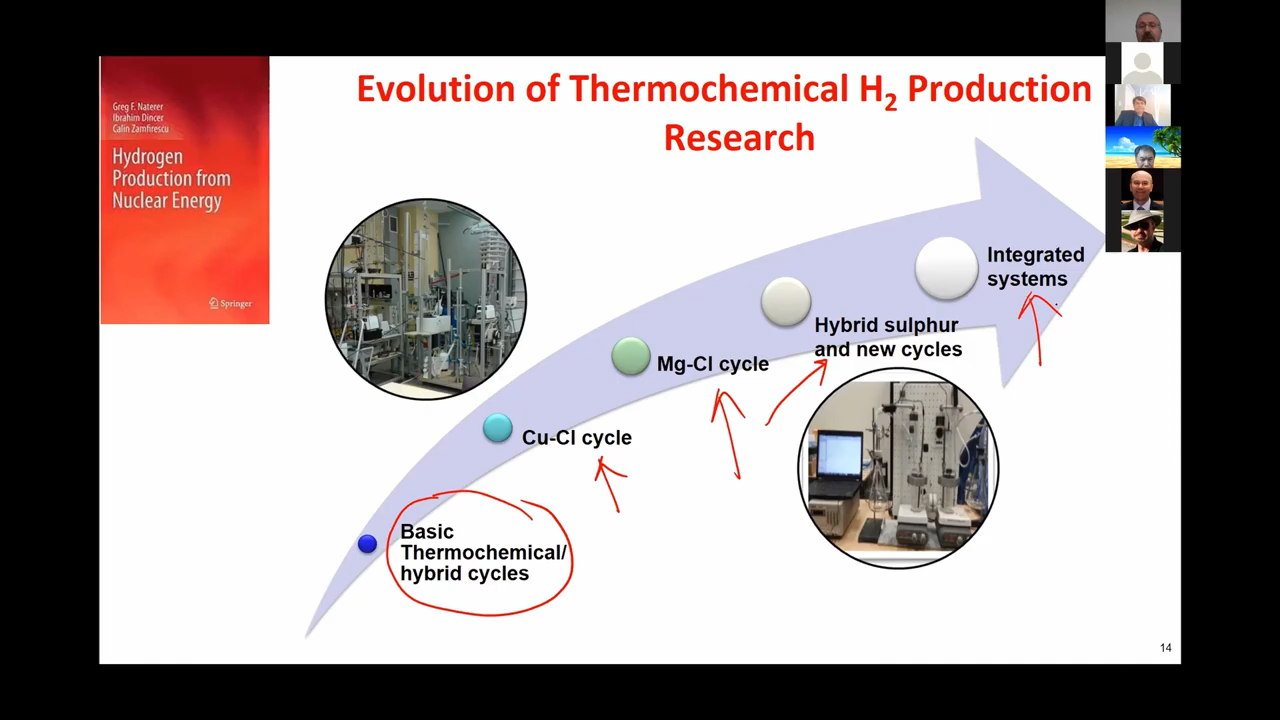 Evolution of Thermochemical H2 Production
Research
Greg F. Naterer
Ibrahim Dincer
Calin Zamfirescu
Hydrogen
Production from
Nuclear Energy
Springer
Integrated
systems
Hybrid sulphur
and new cycles
Mg-Cl cycle
Cu-Cl cycle
Basic
Thermochemical/
hybrid cycles
14